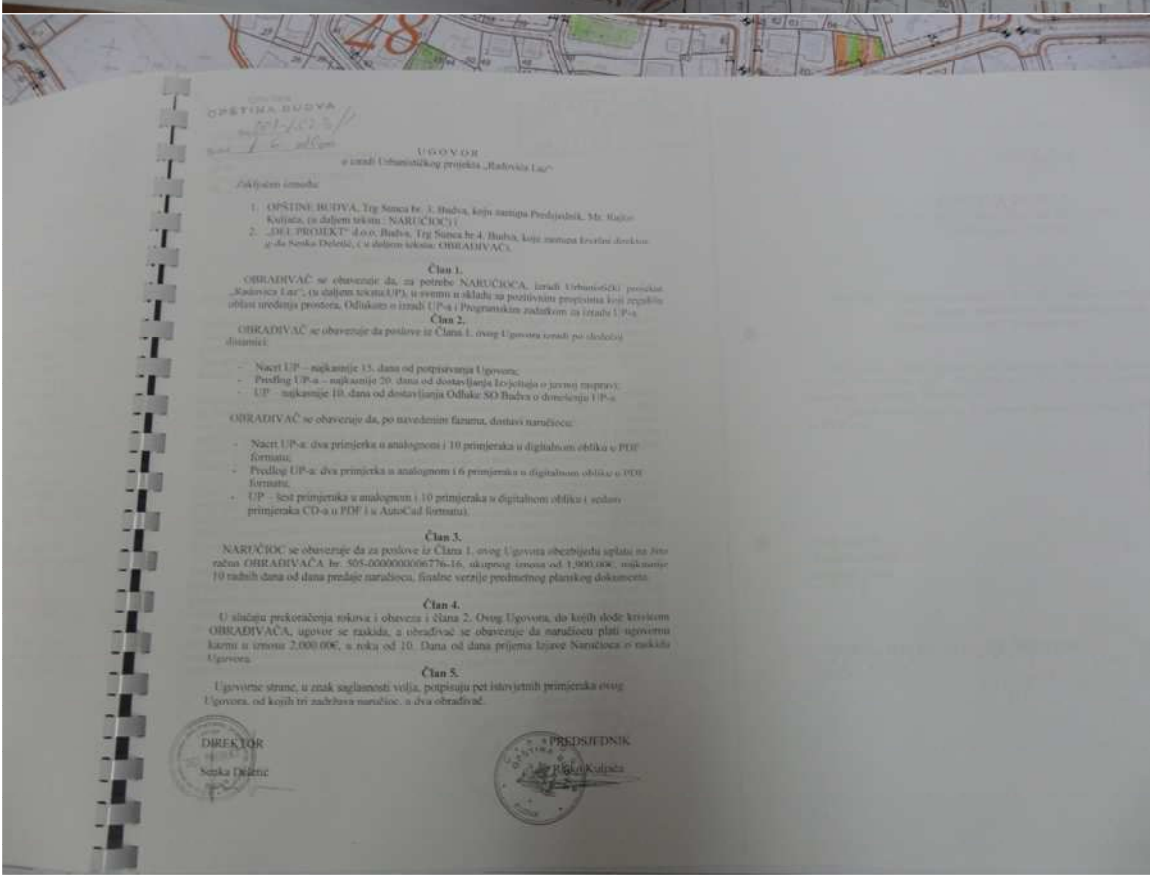 OPŠTINA BUDVA
UGOVOR
o izradi Urbanističkog projekta „Radovića Laz“
Zaključen između:
1. OPŠTINE BUDVA, Trg Sunca br. 3, Budva, koju zastupa Predsjednik, Mr. Rajko
Kuljača, (u daljem tekstu : NARUČIOC) i
2. „DEL PROJEKT“ d.o.o. Budva, Trg Sunca br.4, Budva, koju zastupa Izvršni direktor
g-đa Senka Deletić, ( u daljem tekstu: OBRAĐIVAČ).
Član 1.
OBRAĐIVAČ se obavezuje da, za potrebe NARUČIOCA, izradi Urbanistički projekat
„Radovića Laz“, (u daljem tekstu:UP), u svemu u skladu sa pozitivnim propisima koji regulišu
oblast uređenja prostora, Odlukom o izradi UP-a i Programskim zadatkom za izradu UP-a.
Član 2.
OBRAĐIVAČ se obavezuje da poslove iz Člana 1. ovog Ugovora izradi po sledećoj
dinamici:
- Nacrt UP – najkasnije 15. dana od potpisivanja Ugovora;
- Predlog UP-a – najkasnije 20. dana od dostavljanja Izvještaja o javnoj raspravi;
- UP – najkasnije 10. dana od dostavljanja Odluke SO Budva o donošenju UP-a.
OBRAĐIVAČ se obavezuje da, po navedenim fazama, dostavi naručiocu:
- Nacrt UP-a: dva primjerka u analognom i 10 primjeraka u digitalnom obliku u PDF
formatu;
- Predlog UP-a: dva primjerka u analognom i 6 primjeraka u digitalnom obliku u PDF
formatu;
- UP – šest primjeraka u analognom i 10 primjeraka u digitalnom obliku ( sedam
primjeraka CD-a u PDF i u AutoCad formatu).
Član 3.
NARUČIOC se obavezuje da za poslove iz Člana 1. ovog Ugovora obezbijedi uplatu na žiro
račun OBRAĐIVAČA br. 505-0000000006776-16, ukupnog iznosa od 1,900.00€, najkasnije
10 radnih dana od dana predaje naručiocu, finalne verzije predmetnog planskog dokumenta.
Član 4.
U slučaju prekoračenja rokova i obaveza i člana 2. Ovog Ugovora, do kojih dođe krivicom
OBRAĐIVAČA, ugovor se raskida, a obrađivač se obavezuje da naručiocu plati ugovornu
kaznu u iznosu 2.000.00€, u roku od 10. Dana od dana prijema Izjave Naručioca o raskidu
Ugovora.
Član 5.
Ugovorne strane, u znak saglasnosti volja, potpisuju pet istovjetnih primjeraka ovog
Ugovora, od kojih tri zadržava naručioc, a dva obrađivač.
DIREKTOR PREDSJEDNIK
Senka Deletić Rajko Kuljača
OPŠTINA BUDVA
28